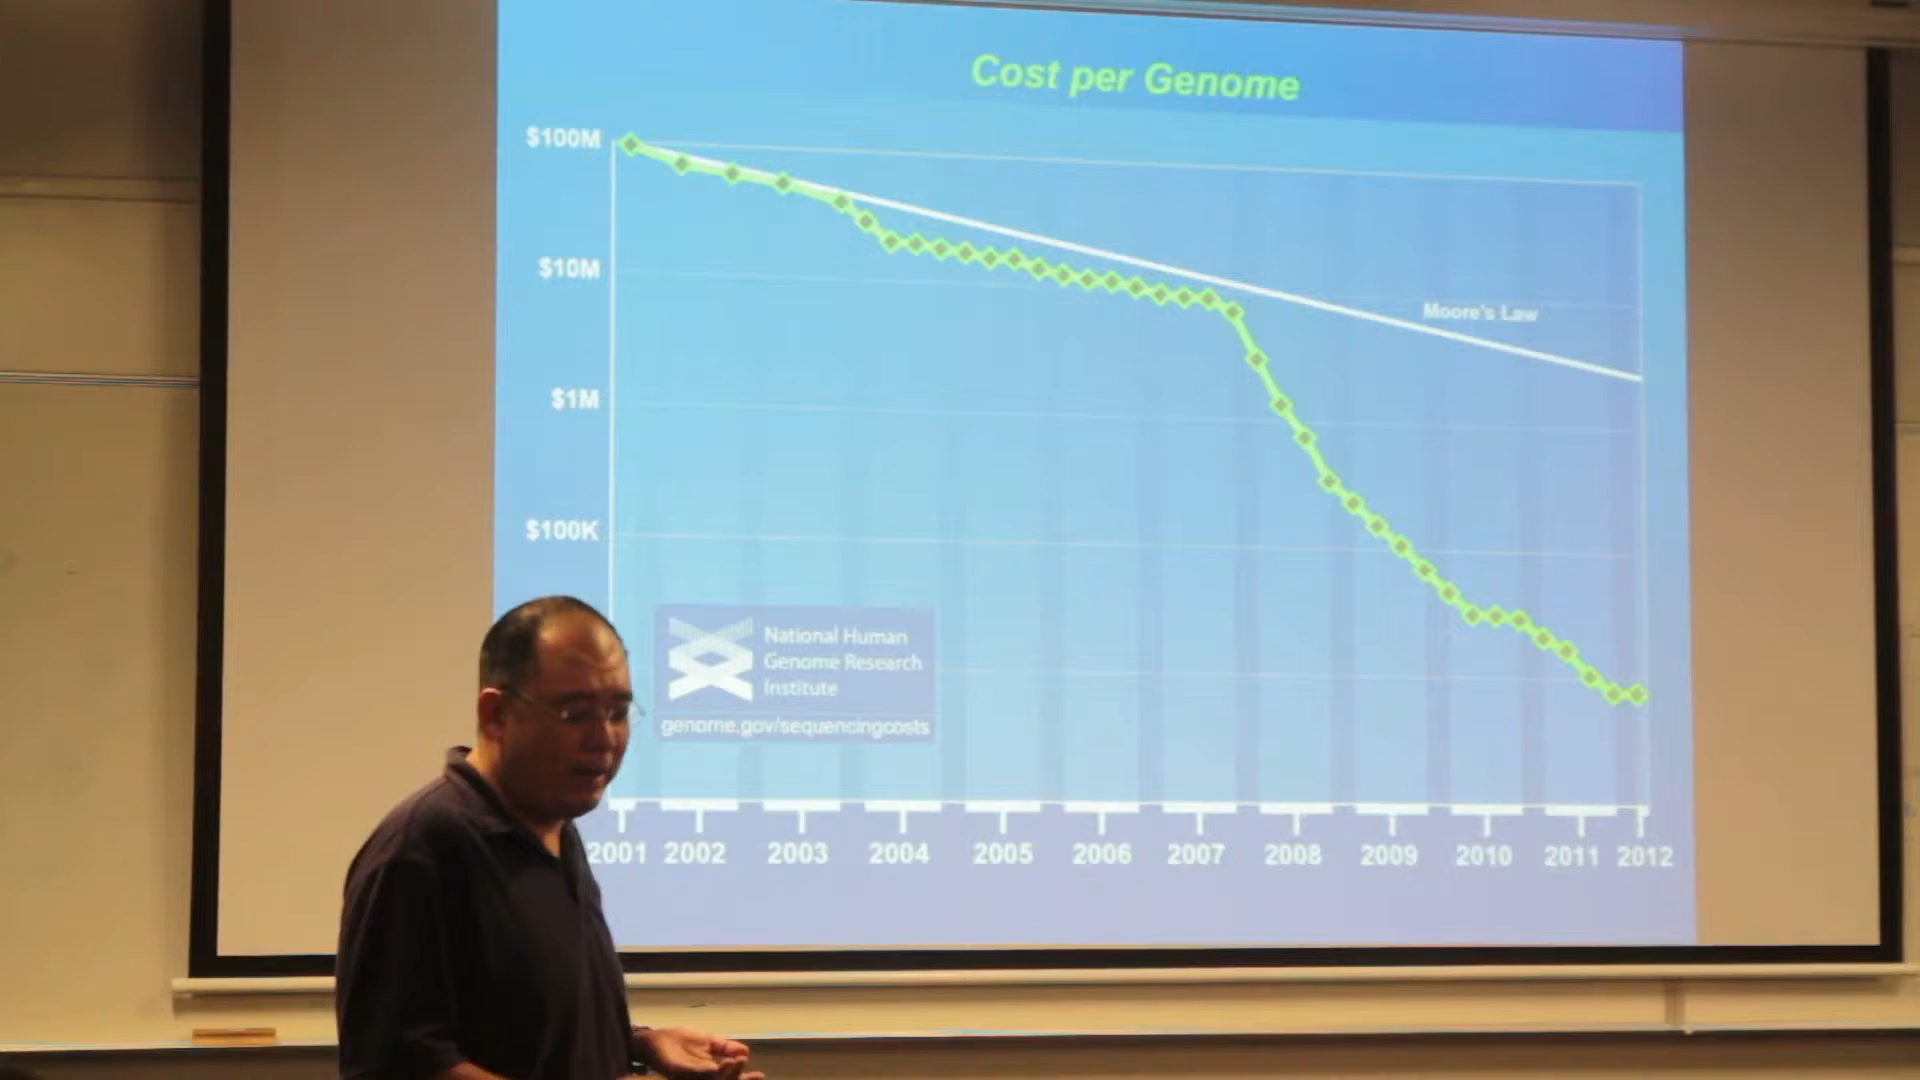 Cost per Genome
$100M
$10M
$1M
$100K
Moore's Law
National Human
Genome Research
Institute
genome.gov/sequencingcosts
2001 2002 2003 2004 2005 2006 2007 2008 2009 2010 2011 2012